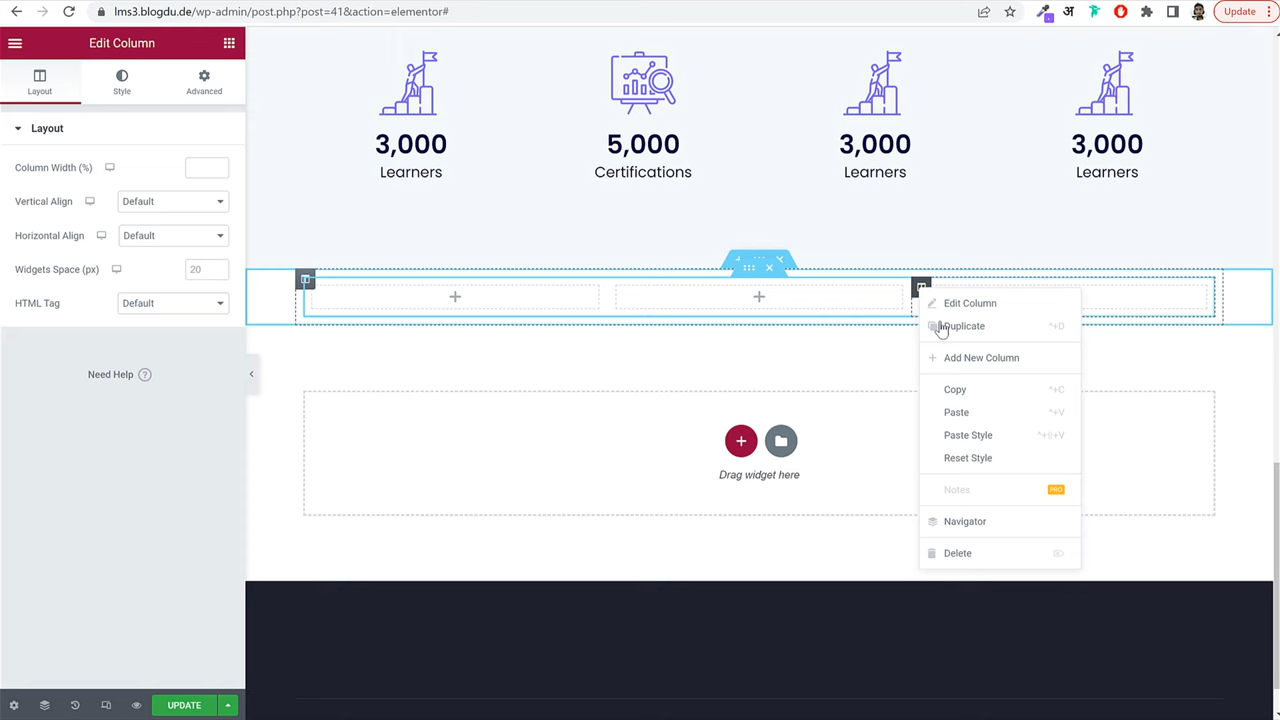 lms3.blogdu.de/wp-admin/post.php?post=41&action=elementor#
अ
Update
Edit Column
Layout
Style
Advanced
Layout
Column Width (%)
Vertical Align
Default
Horizontal Align
Default
Widgets Space (px)
20
HTML Tag
Default
Need Help ?
UPDATE
3,000
Learners
5,000
Certifications
3,000
Learners
3,000
Learners
Edit Column
Duplicate ^+D
Add New Column
Copy ^+C
Paste ^+V
Paste Style ^+⇧+V
Reset Style
Notes PRO
Navigator
Delete
Drag widget here